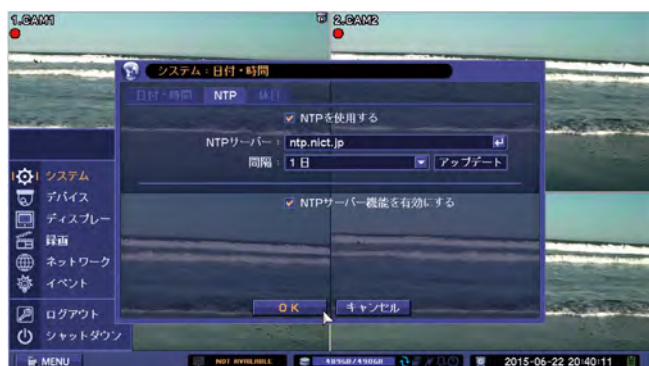 1.CAM1
2.CAM2
システム：日付・時間
日付・時間 NTP 休日
NTPを使用する
NTPサーバー： ntp.nict.jp
間隔： 1 日 アップデート
NTPサーバー機能を有効にする
OK キャンセル
システム
デバイス
ディスプレー
録画
ネットワーク
イベント
ログアウト
シャットダウン
MENU NOT AVAILABLE 2015-06-22 20:40:11